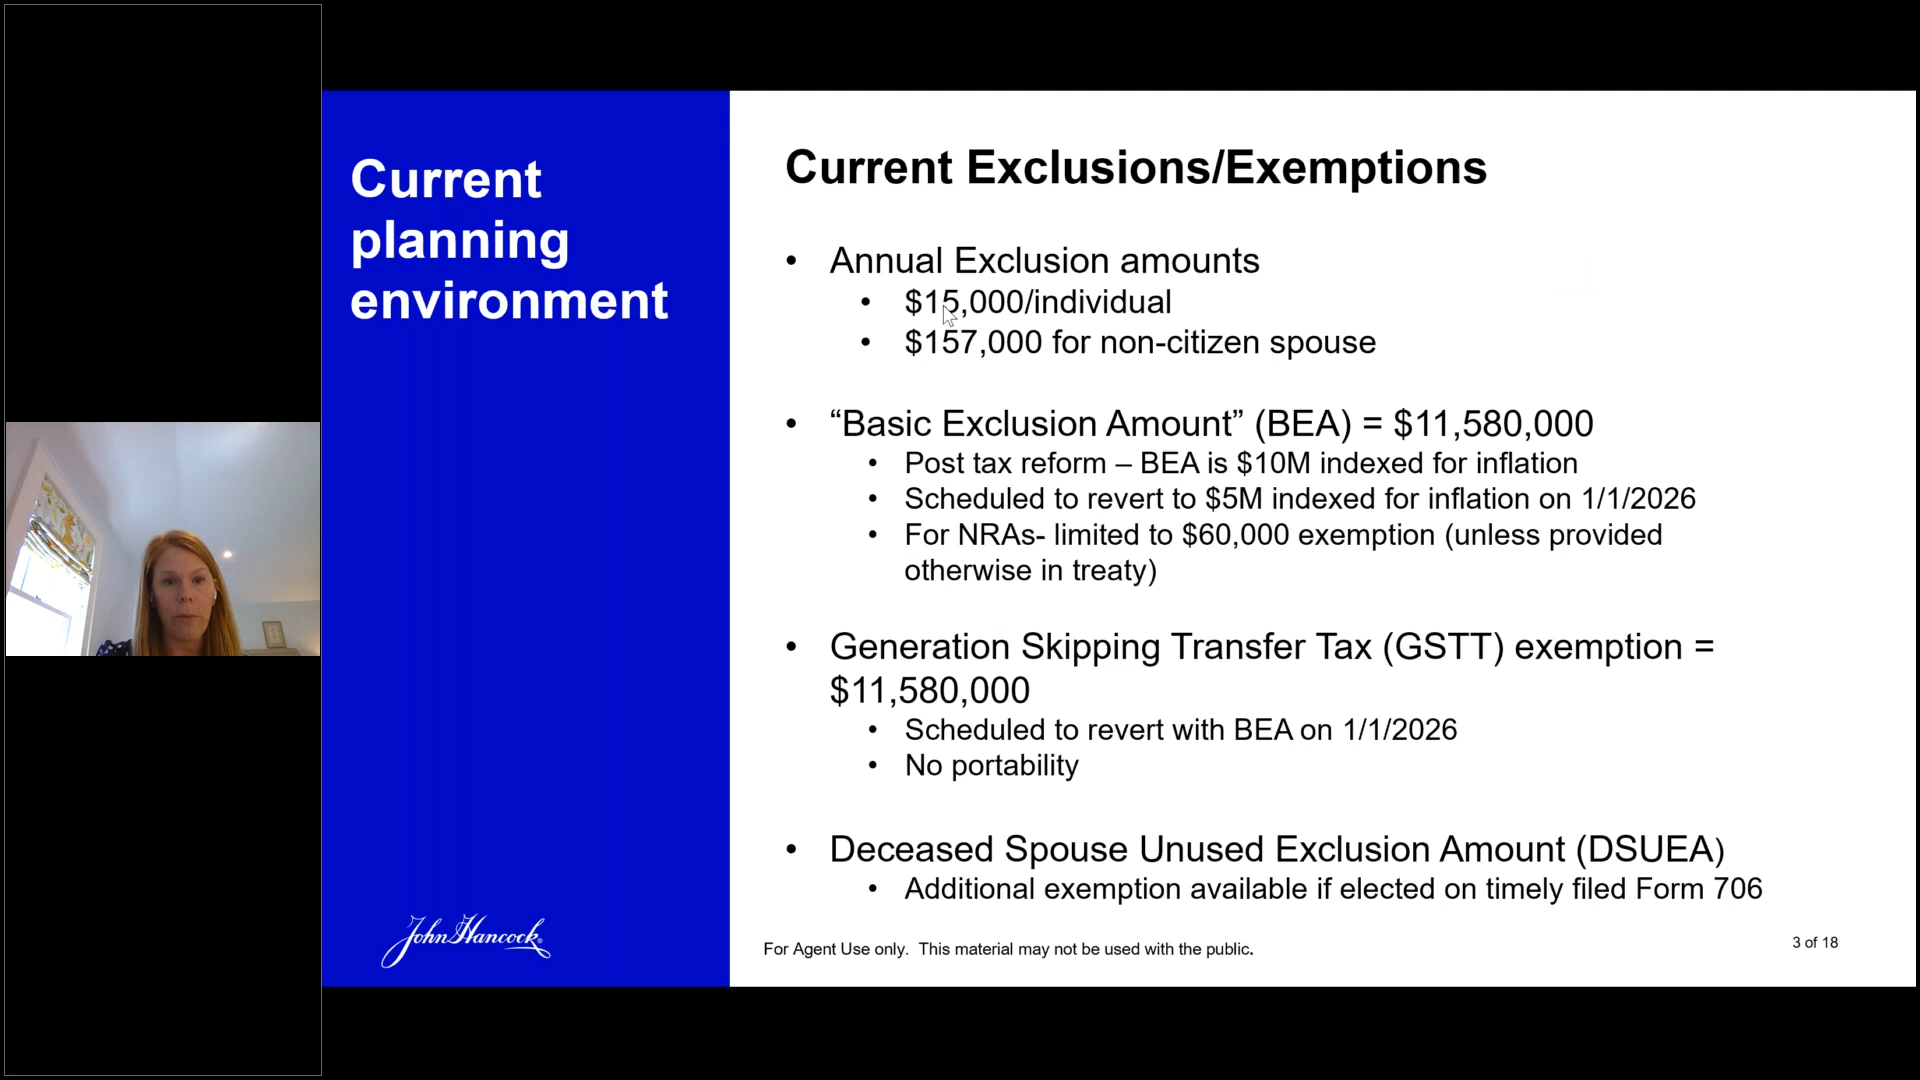 Current
planning
environment
John Hancock®
Current Exclusions/Exemptions
• Annual Exclusion amounts
• $15,000/individual
• $157,000 for non-citizen spouse
• “Basic Exclusion Amount” (BEA) = $11,580,000
• Post tax reform – BEA is $10M indexed for inflation
• Scheduled to revert to $5M indexed for inflation on 1/1/2026
• For NRAs- limited to $60,000 exemption (unless provided
otherwise in treaty)
• Generation Skipping Transfer Tax (GSTT) exemption =
$11,580,000
• Scheduled to revert with BEA on 1/1/2026
• No portability
• Deceased Spouse Unused Exclusion Amount (DSUEA)
• Additional exemption available if elected on timely filed Form 706
For Agent Use only.  This material may not be used with the public.
3 of 18